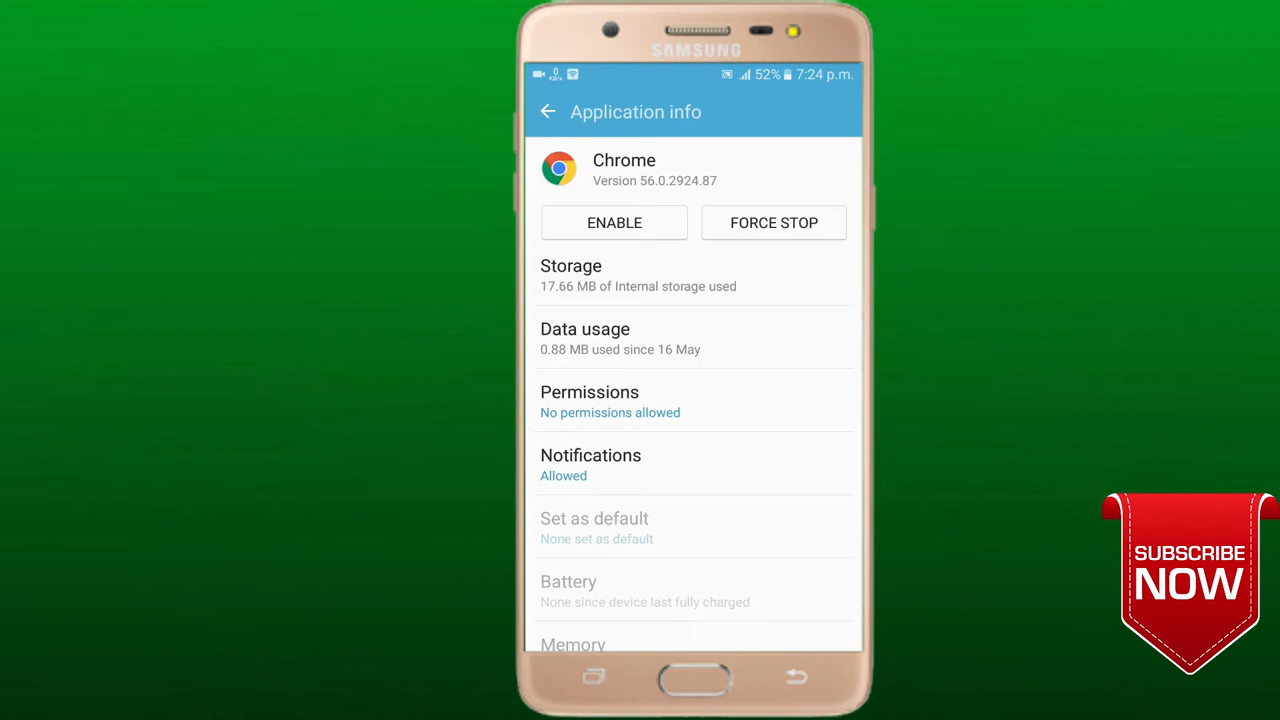 SAMSUNG
0
KB/s
52% 7:24 p.m.
Application info
Chrome
Version 56.0.2924.87
ENABLE
FORCE STOP
Storage
17.66 MB of Internal storage used
Data usage
0.88 MB used since 16 May
Permissions
No permissions allowed
Notifications
Allowed
Set as default
None set as default
Battery
None since device last fully charged
Memory
SUBSCRIBE
NOW